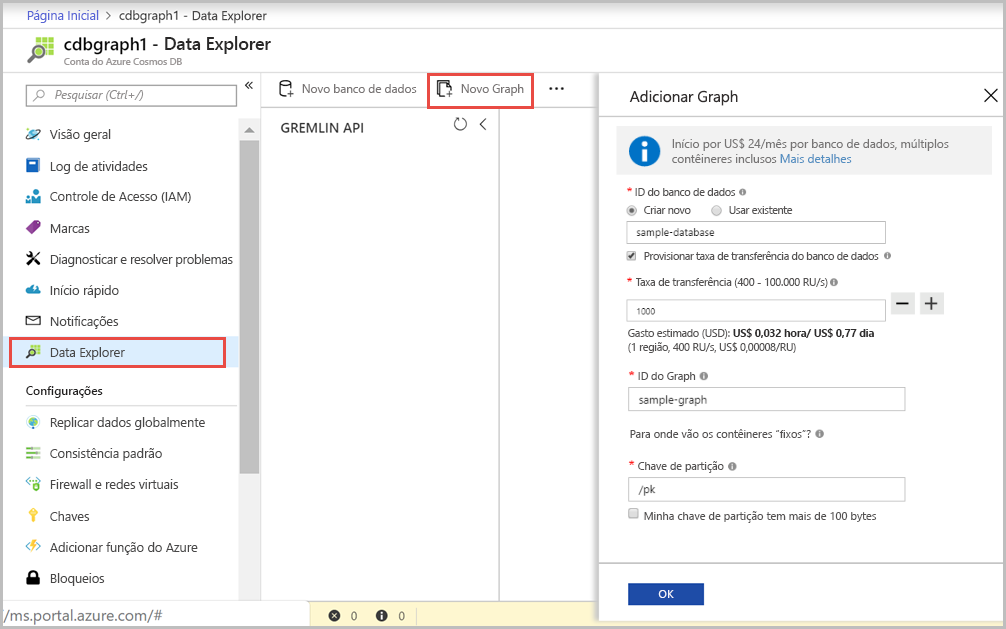 Página Inicial > cdbgraph1 - Data Explorer
cdbgraph1 - Data Explorer
Conta do Azure Cosmos DB
Pesquisar (Ctrl+/)
Visão geral
Log de atividades
Controle de Acesso (IAM)
Marcas
Diagnosticar e resolver problemas
Início rápido
Notificações
Data Explorer
Configurações
Replicar dados globalmente
Consistência padrão
Firewall e redes virtuais
Chaves
Adicionar função do Azure
Bloqueios
/ms.portal.azure.com/#
Novo banco de dados
Novo Graph
GREMLIN API
0
0
Adicionar Graph
Início por US$ 24/mês por banco de dados, múltiplos
contêineres inclusos Mais detalhes
* ID do banco de dados
Criar novo
Usar existente
sample-database
Provisionar taxa de transferência do banco de dados
* Taxa de transferência (400 - 100.000 RU/s)
1000
Gasto estimado (USD): US$ 0,032 hora/ US$ 0,77 dia
(1 região, 400 RU/s, US$ 0,00008/RU)
* ID do Graph
sample-graph
Para onde vão os contêineres “fixos”?
* Chave de partição
/pk
Minha chave de partição tem mais de 100 bytes
OK